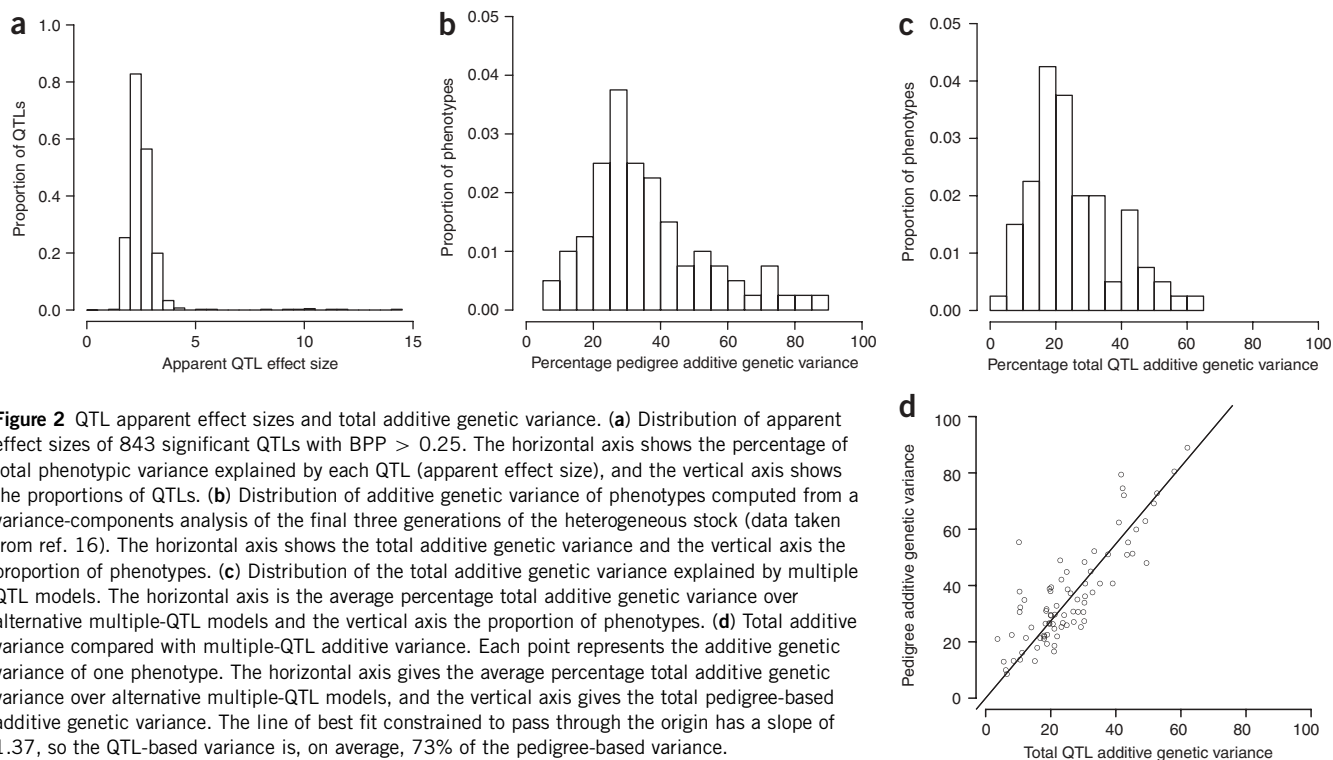 a
1.0
0.8
0.6
0.4
0.2
0.0
Proportion of QTLs
0 5 10 15
Apparent QTL effect size
b
0.05
0.04
0.03
0.02
0.01
0.00
Proportion of phenotypes
0 20 40 60 80 100
Percentage pedigree additive genetic variance
c
0.05
0.04
0.03
0.02
0.01
0.00
Proportion of phenotypes
0 20 40 60 80 100
Percentage total QTL additive genetic variance
Figure 2 QTL apparent effect sizes and total additive genetic variance. (a) Distribution of apparent
effect sizes of 843 significant QTLs with BPP > 0.25. The horizontal axis shows the percentage of
total phenotypic variance explained by each QTL (apparent effect size), and the vertical axis shows
the proportions of QTLs. (b) Distribution of additive genetic variance of phenotypes computed from a
variance-components analysis of the final three generations of the heterogeneous stock (data taken
from ref. 16). The horizontal axis shows the total additive genetic variance and the vertical axis the
proportion of phenotypes. (c) Distribution of the total additive genetic variance explained by multiple
QTL models. The horizontal axis is the average percentage total additive genetic variance over
alternative multiple-QTL models and the vertical axis the proportion of phenotypes. (d) Total additive
variance compared with multiple-QTL additive variance. Each point represents the additive genetic
variance of one phenotype. The horizontal axis gives the average percentage total additive genetic
variance over alternative multiple-QTL models, and the vertical axis gives the total pedigree-based
additive genetic variance. The line of best fit constrained to pass through the origin has a slope of
1.37, so the QTL-based variance is, on average, 73% of the pedigree-based variance.
d
100
80
60
40
20
0
Pedigree additive genetic variance
0 20 40 60 80 100
Total QTL additive genetic variance